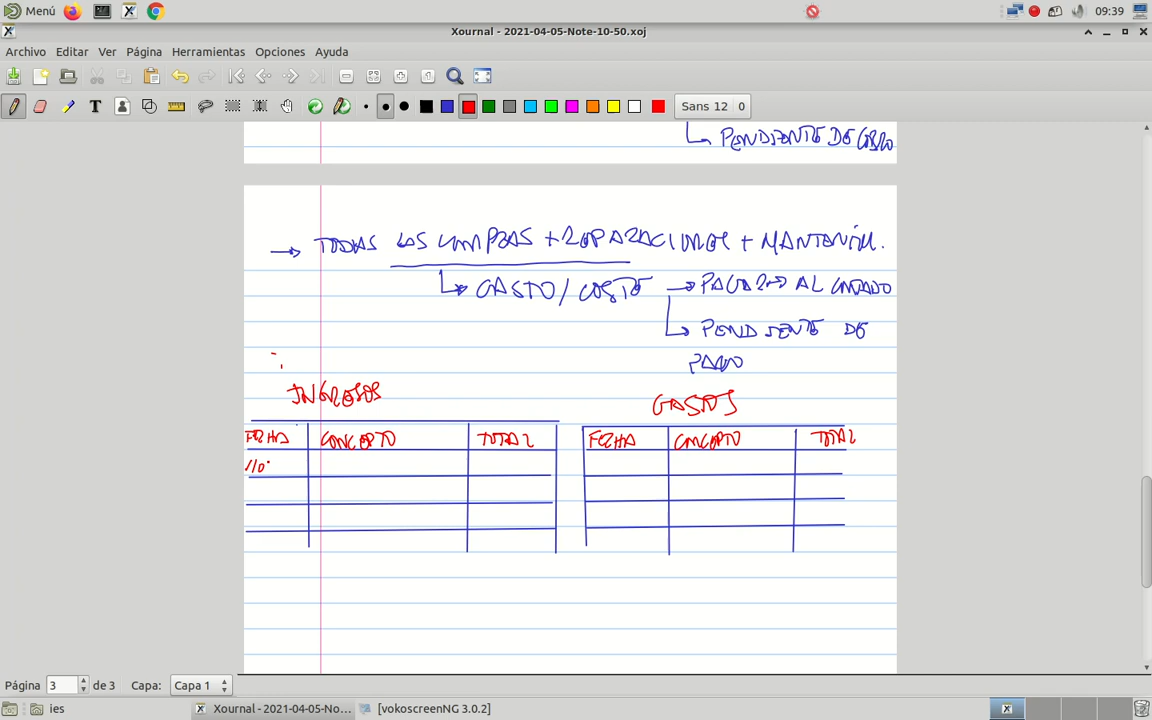 Menú 09:39
Xournal - 2021-04-05-Note-10-50.xoj
Archivo Editar Ver Página Herramientas Opciones Ayuda
T Sans 12 0
PENDIENTE DE COBRO
→ TODAS LAS COMPRAS + REPARACIONES + MANTENIM.
GASTO/COSTE → PAGADO AL CONTADO
PENDIENTE DE
PAGO
INGRESOS GASTOS
FECHA CONCEPTO TOTAL FECHA CONCEPTO TOTAL
Página 3 de 3 Capa: Capa 1
ies Xournal - 2021-04-05-No... [vokoscreenNG 3.0.2]